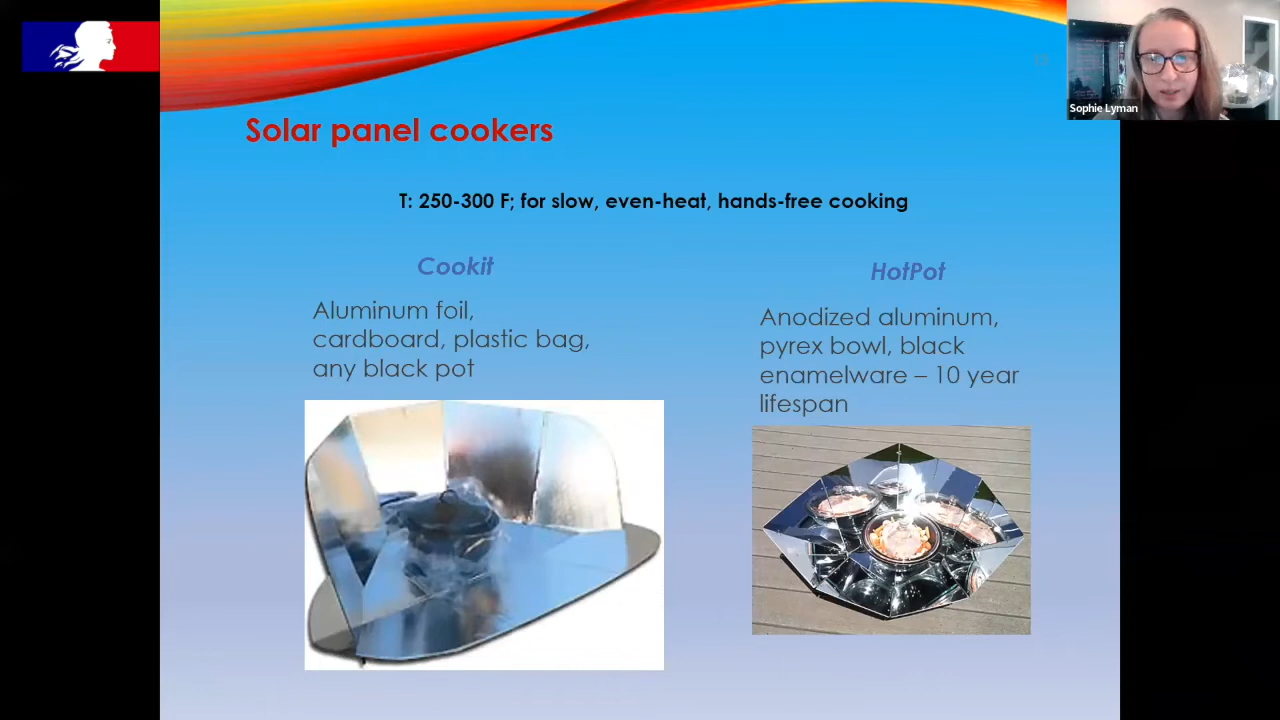 Sophie Lyman
Solar panel cookers
T: 250-300 F; for slow, even-heat, hands-free cooking
Cookit
Aluminum foil,
cardboard, plastic bag,
any black pot
HotPot
Anodized aluminum,
pyrex bowl, black
enamelware – 10 year
lifespan